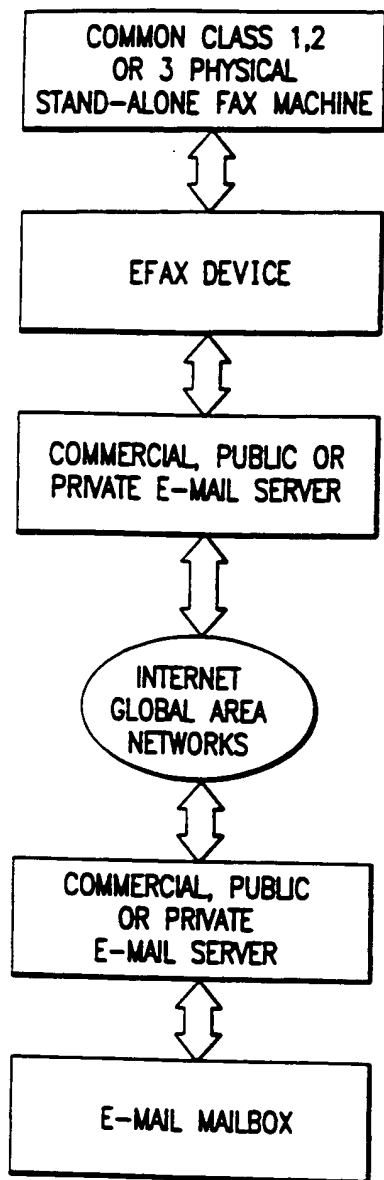 COMMON CLASS 1,2
OR 3 PHYSICAL
STAND-ALONE FAX MACHINE
EFAX DEVICE
COMMERCIAL, PUBLIC OR
PRIVATE E-MAIL SERVER
INTERNET
GLOBAL AREA
NETWORKS
COMMERCIAL, PUBLIC
OR PRIVATE
E-MAIL SERVER
E-MAIL MAILBOX